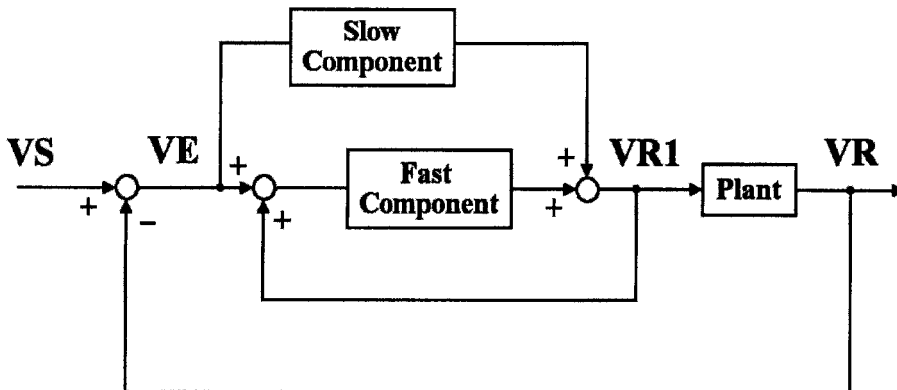 Slow
Component
VS
VE
VR1
VR
+
+
+
Fast
Component
Plant
+
−
+
+